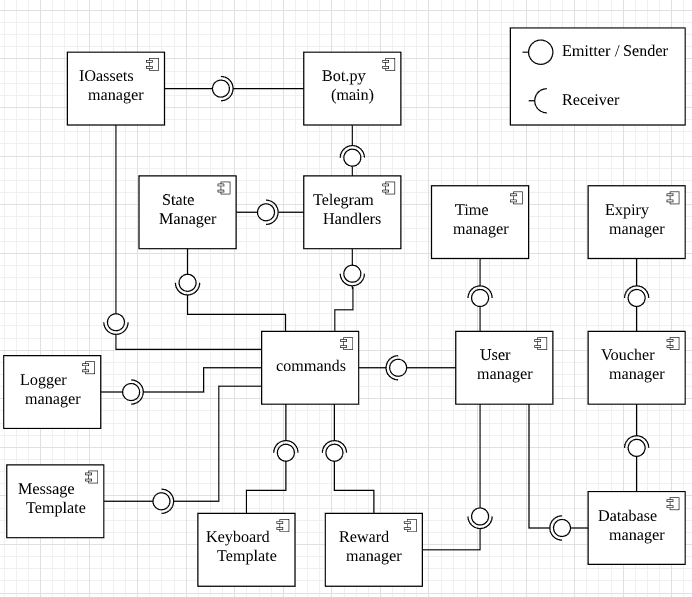 IOassets
manager
Bot.py
(main)
Emitter / Sender
Receiver
State
Manager
Telegram
Handlers
Time
manager
Expiry
manager
Logger
manager
commands
User
manager
Voucher
manager
Message
Template
Keyboard
Template
Reward
manager
Database
manager